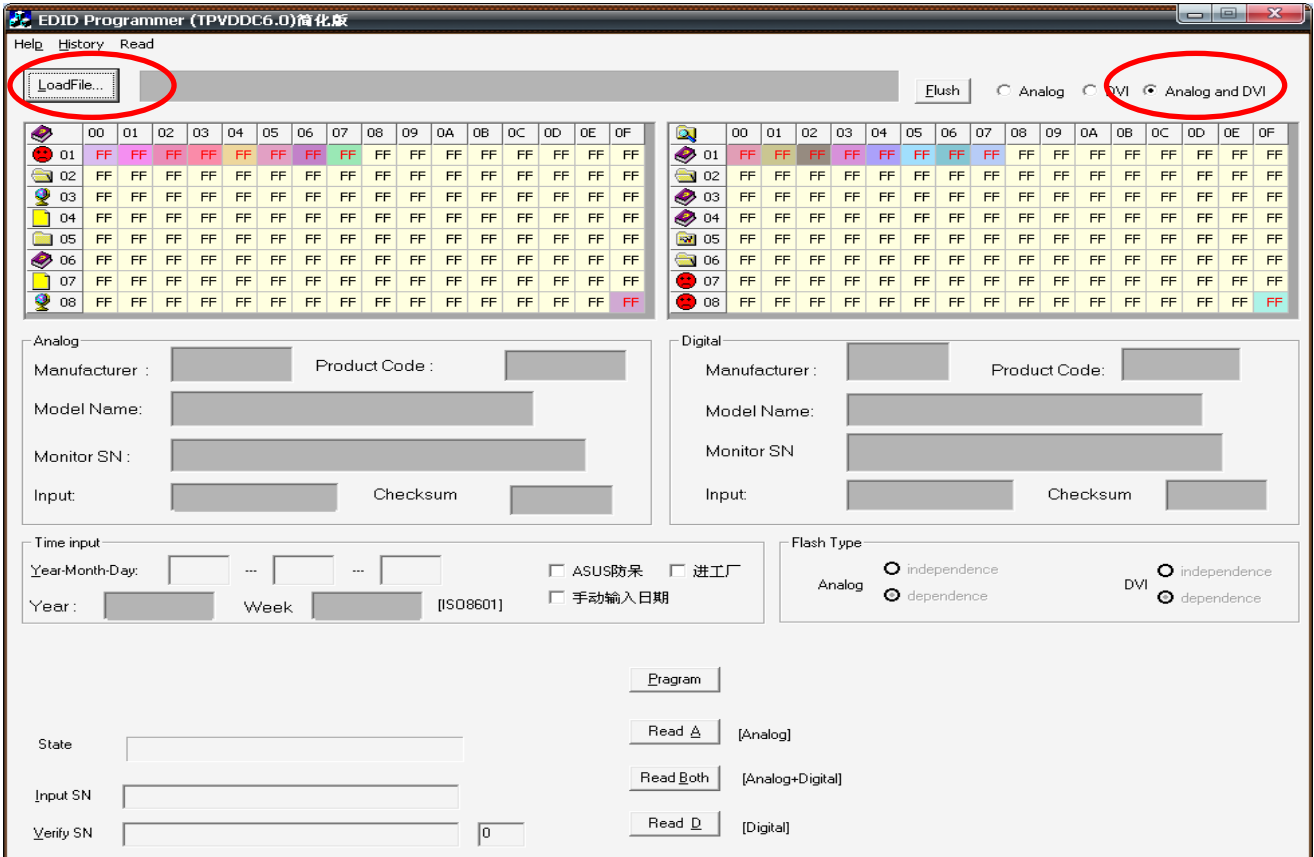 EDID Programmer (TPVDDC6.0)简化版
Help History Read
LoadFile... Flush Analog DVI Analog and DVI
00 01 02 03 04 05 06 07 08 09 0A 0B 0C 0D 0E 0F 00 01 02 03 04 05 06 07 08 09 0A 0B 0C 0D 0E 0F
01 FF FF FF FF FF FF FF FF FF FF FF FF FF FF FF FF 01 FF FF FF FF FF FF FF FF FF FF FF FF FF FF FF FF
02 FF FF FF FF FF FF FF FF FF FF FF FF FF FF FF FF 02 FF FF FF FF FF FF FF FF FF FF FF FF FF FF FF FF
03 FF FF FF FF FF FF FF FF FF FF FF FF FF FF FF FF 03 FF FF FF FF FF FF FF FF FF FF FF FF FF FF FF FF
04 FF FF FF FF FF FF FF FF FF FF FF FF FF FF FF FF 04 FF FF FF FF FF FF FF FF FF FF FF FF FF FF FF FF
05 FF FF FF FF FF FF FF FF FF FF FF FF FF FF FF FF 05 FF FF FF FF FF FF FF FF FF FF FF FF FF FF FF FF
06 FF FF FF FF FF FF FF FF FF FF FF FF FF FF FF FF 06 FF FF FF FF FF FF FF FF FF FF FF FF FF FF FF FF
07 FF FF FF FF FF FF FF FF FF FF FF FF FF FF FF FF 07 FF FF FF FF FF FF FF FF FF FF FF FF FF FF FF FF
08 FF FF FF FF FF FF FF FF FF FF FF FF FF FF FF FF 08 FF FF FF FF FF FF FF FF FF FF FF FF FF FF FF FF
Analog Digital
Manufacturer : Product Code : Manufacturer : Product Code:
Model Name: Model Name:
Monitor SN : Monitor SN
Input: Checksum Input: Checksum
Time input Flash Type
Year-Month-Day: --- --- ASUS防呆 进工厂 Analog independence DVI independence
Year : Week [ISO8601] 手动输入日期 dependence dependence
Pragram
State Read A [Analog]
Input SN Read Both [Analog+Digital]
Verify SN 0 Read D [Digital]